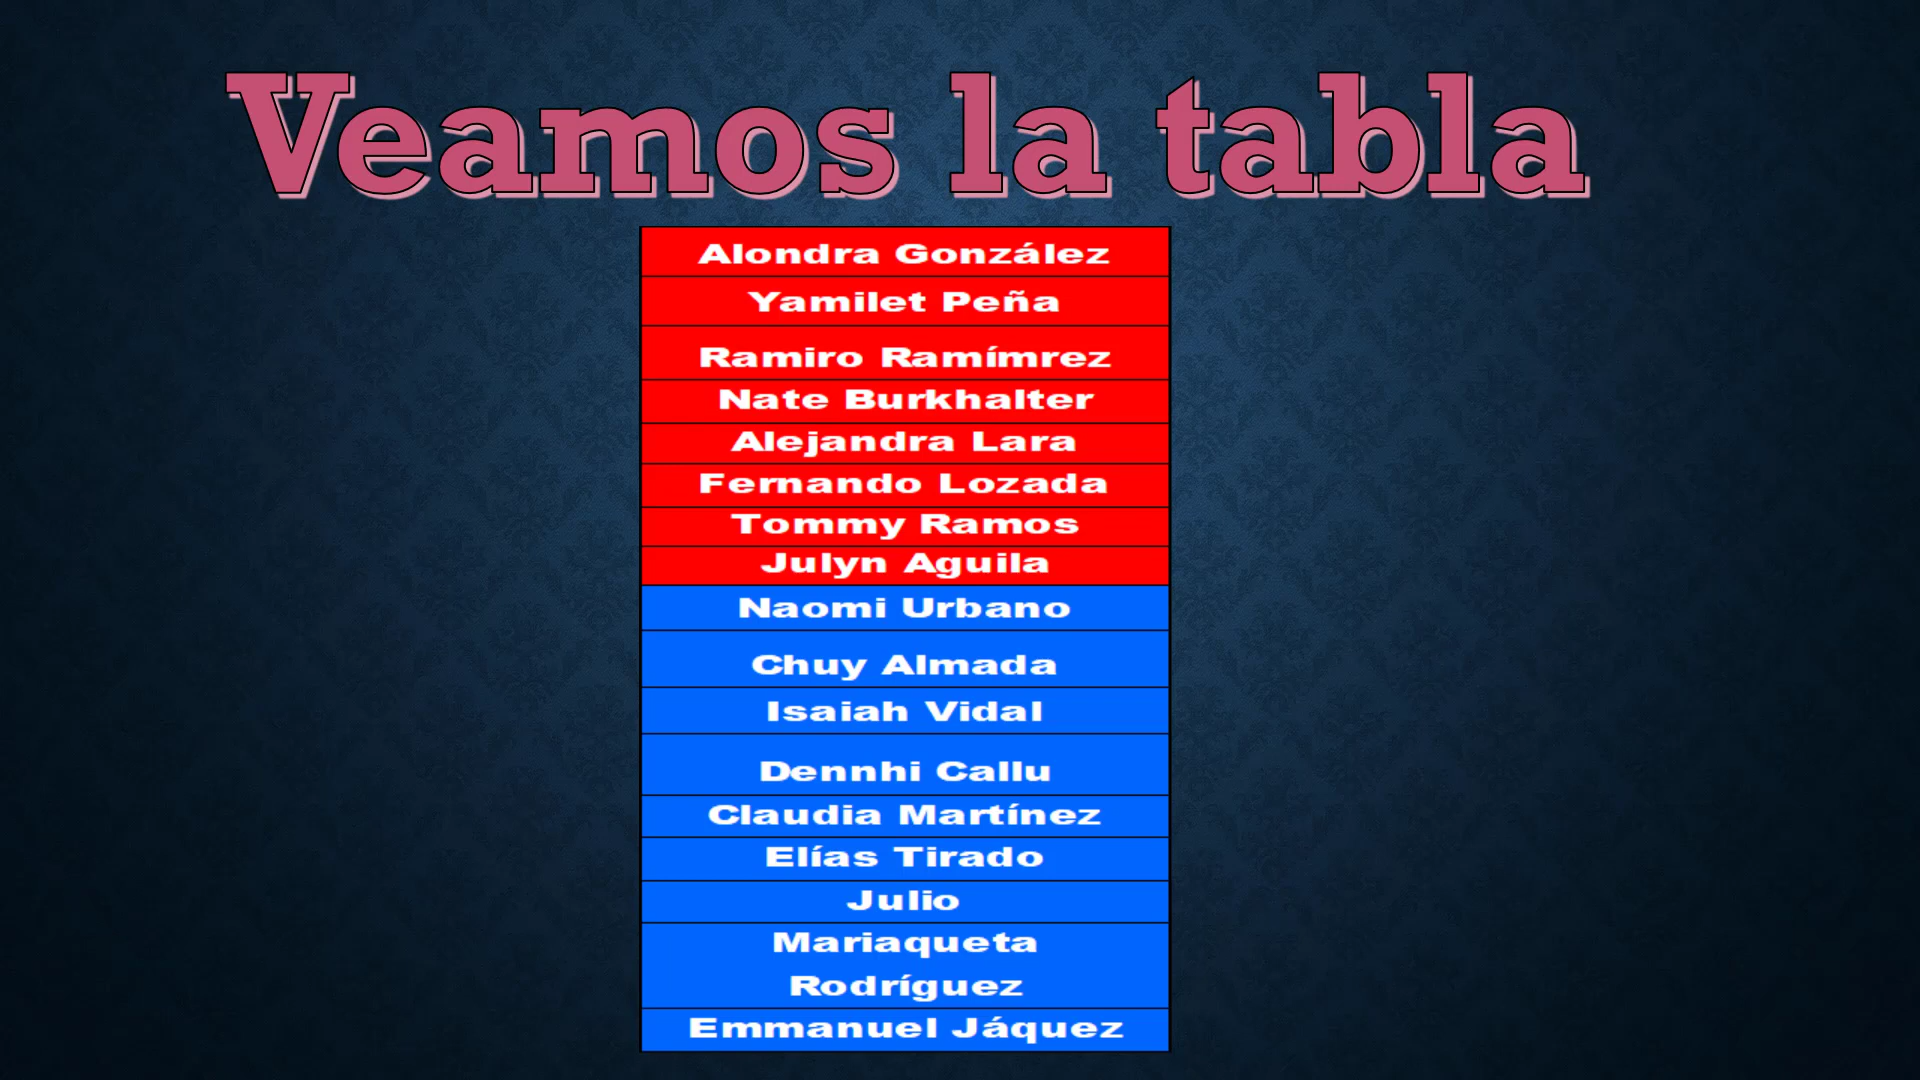 Veamos la tabla
Alondra González
Yamilet Peña
Ramiro Ramímrez
Nate Burkhalter
Alejandra Lara
Fernando Lozada
Tommy Ramos
Julyn Aguila
Naomi Urbano
Chuy Almada
Isaiah Vidal
Dennhi Callu
Claudia Martínez
Elías Tirado
Julio
Mariaqueta
Rodríguez
Emmanuel Jáquez